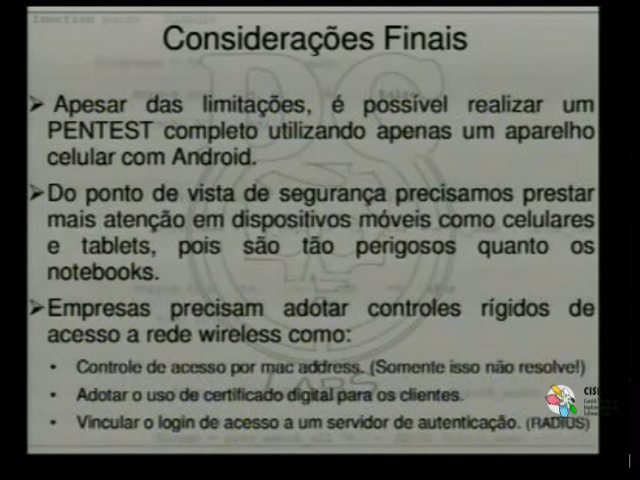 Considerações Finais
➢ Apesar das limitações, é possível realizar um
PENTEST completo utilizando apenas um aparelho
celular com Android.
➢ Do ponto de vista de segurança precisamos prestar
mais atenção em dispositivos móveis como celulares
e tablets, pois são tão perigosos quanto os
notebooks.
➢ Empresas precisam adotar controles rígidos de
acesso a rede wireless como:
• Controle de acesso por mac address. (Somente isso não resolve!)
• Adotar o uso de certificado digital para os clientes.
• Vincular o login de acesso a um servidor de autenticação. (RADIUS)
LABS